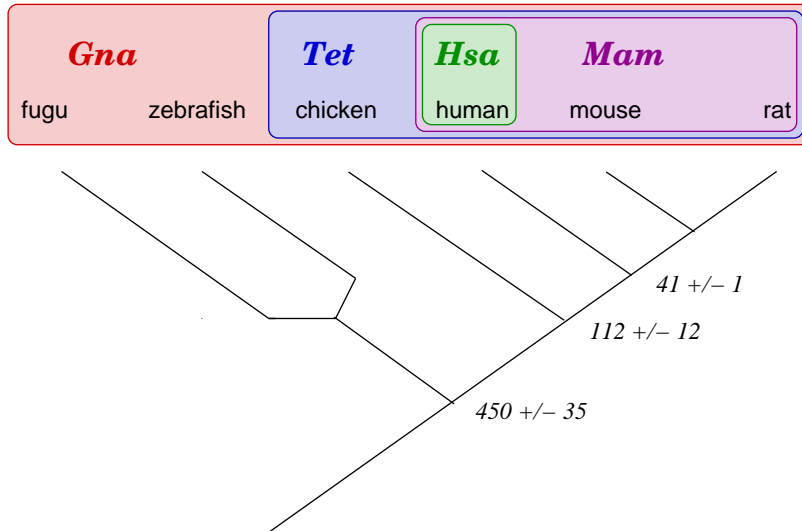 Gna Tet Hsa Mam
fugu zebrafish chicken human mouse rat
41 +/– 1
112 +/– 12
450 +/– 35